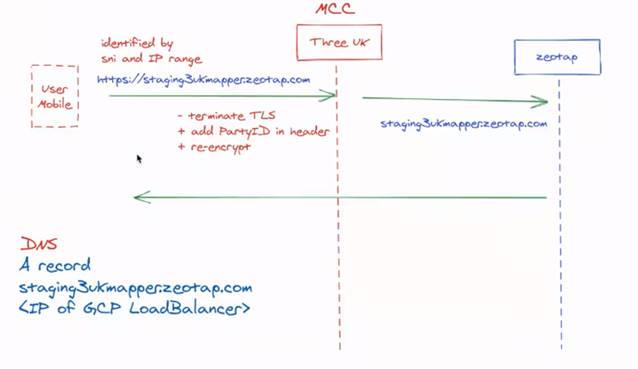 MCC
identified by
sni and IP range
Three UK
zeotap
User
Mobile
https://staging3ukmapper.zeotap.com
- terminate TLS
+ add PartyID in header
+ re-encrypt
staging3ukmapper.zeotap.com
DNS
A record
staging3ukmapper.zeotap.com
<IP of GCP LoadBalancer>